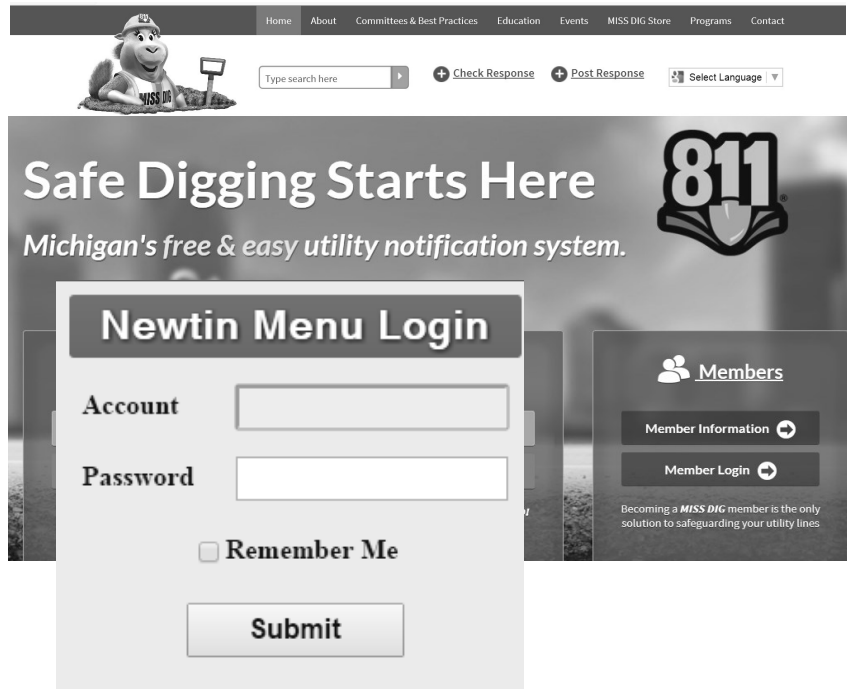 Home About Committees & Best Practices Education Events MISS DIG Store Programs Contact
811
MISS DIG
Type search here
Check Response
Post Response
Select Language
Safe Digging Starts Here
811®
Michigan's free & easy utility notification system.
Newtin Menu Login
Account
Password
Remember Me
Submit
Members
Member Information
Member Login
Becoming a MISS DIG member is the only
solution to safeguarding your utility lines